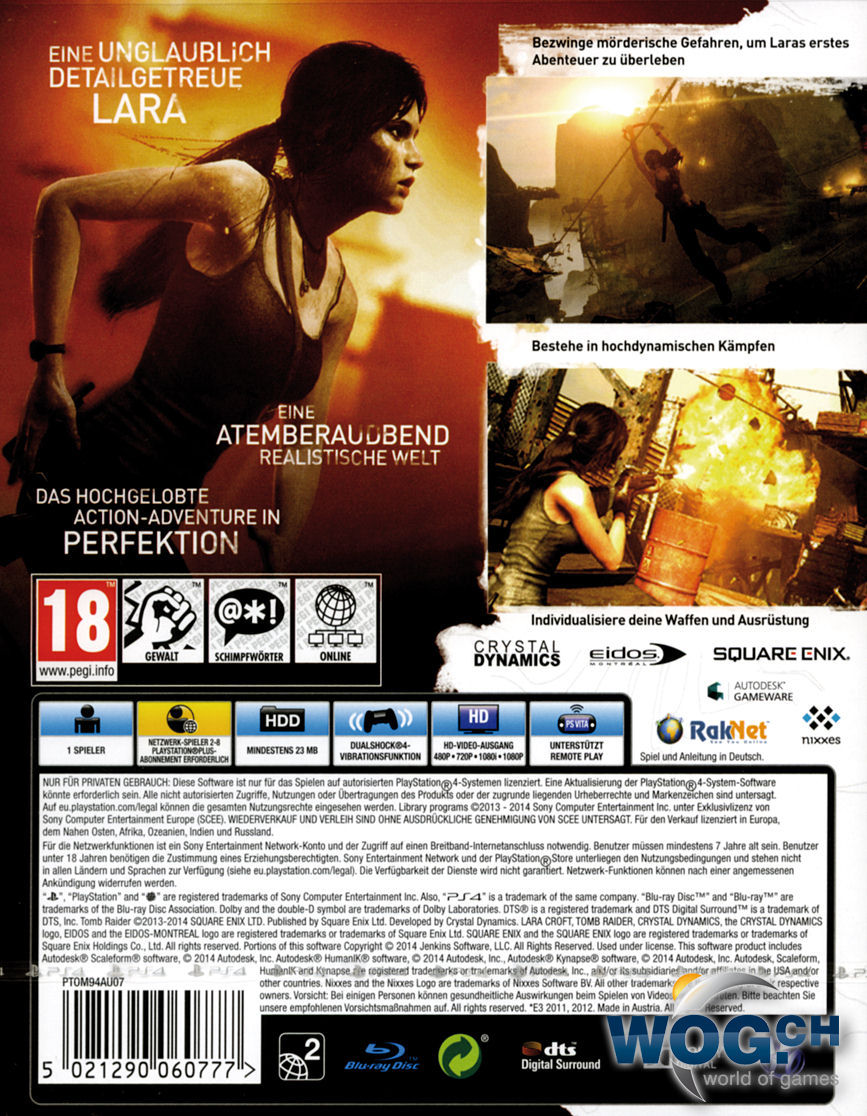 EINE UNGLAUBLICH
DETAILGETREUE
LARA
Bezwinge mörderische Gefahren, um Laras erstes
Abenteuer zu überleben
Bestehe in hochdynamischen Kämpfen
EINE
ATEMBERAUDBEND
REALISTISCHE WELT
DAS HOCHGELOBTE
ACTION-ADVENTURE IN
PERFEKTION
Individualisiere deine Waffen und Ausrüstung
18
www.pegi.info
GEWALT
@*!
SCHIMPFWÖRTER
ONLINE
CRYSTAL
DYNAMICS
eidos
MONTRÉAL
SQUARE ENIX.
AUTODESK
GAMEWARE
RakNet
nixxes
Spiel und Anleitung in Deutsch.
1 SPIELER
NETZWERK-SPIELER 2-8
PLAYSTATION®PLUS-
ABONNEMENT ERFORDERLICH
HDD
MINDESTENS 23 MB
DUALSHOCK®4-
VIBRATIONSFUNKTION
HD
HD-VIDEO-AUSGANG
480P•720P•1080i•1080P
PS VITA
UNTERSTÜTZT
REMOTE PLAY
NUR FÜR PRIVATEN GEBRAUCH: Diese Software ist nur für das Spielen auf autorisierten PlayStation®4-Systemen lizenziert. Eine Aktualisierung der PlayStation®4-System-Software
könnte erforderlich sein. Alle nicht autorisierten Zugriffe, Nutzungen oder Übertragungen des Produkts oder der zugrunde liegenden Urheberrechte und Markenzeichen sind untersagt.
Auf eu.playstation.com/legal können die gesamten Nutzungsrechte eingesehen werden. Library programs ©2013 - 2014 Sony Computer Entertainment Inc. unter Exklusivlizenz von
Sony Computer Entertainment Europe (SCEE). WIEDERVERKAUF UND VERLEIH SIND OHNE AUSDRÜCKLICHE GENEHMIGUNG VON SCEE UNTERSAGT. Für den Verkauf lizenziert in Europa,
dem Nahen Osten, Afrika, Ozeanien, Indien und Russland.
Für die Netzwerkfunktionen ist ein Sony Entertainment Network-Konto und der Zugriff auf einen Breitband-Internetanschluss notwendig. Benutzer müssen mindestens 7 Jahre alt sein. Benutzer
unter 18 Jahren benötigen die Zustimmung eines Erziehungsberechtigten. Sony Entertainment Network und der PlayStation®Store unterliegen den Nutzungsbedingungen und stehen nicht
in allen Ländern und Sprachen zur Verfügung (siehe eu.playstation.com/legal). Die Verfügbarkeit der Dienste wird nicht garantiert. Netzwerk-Funktionen können nach einer angemessenen
Ankündigung widerrufen werden.
" ", "PlayStation" and " " are registered trademarks of Sony Computer Entertainment Inc. Also, "PS4" is a trademark of the same company. "Blu-ray Disc™" and "Blu-ray™" are
trademarks of the Blu-ray Disc Association. Dolby and the double-D symbol are trademarks of Dolby Laboratories. DTS® is a registered trademark and DTS Digital Surround™ is a trademark of
DTS, Inc. Tomb Raider ©2013-2014 SQUARE ENIX LTD. Published by Square Enix Ltd. Developed by Crystal Dynamics. LARA CROFT, TOMB RAIDER, CRYSTAL DYNAMICS, the CRYSTAL DYNAMICS
logo, EIDOS and the EIDOS-MONTREAL logo are registered trademarks or trademarks of Square Enix Ltd. SQUARE ENIX and the SQUARE ENIX logo are registered trademarks or trademarks of
Square Enix Holdings Co., Ltd. All rights reserved. Portions of this software Copyright © 2014 Jenkins Software, LLC. All Rights Reserved. Used under license. This software product includes
Autodesk® Scaleform® software, © 2014 Autodesk, Inc. Autodesk® HumanIK® software, © 2014 Autodesk, Inc., Autodesk® Kynapse® software, © 2014 Autodesk, Inc. Autodesk, Scaleform,
HumanIK and Kynapse are registered trademarks or trademarks of Autodesk, Inc., and/or its subsidiaries and/or affiliates in the USA and/or
other countries. Nixxes and the Nixxes Logo are trademarks of Nixxes Software BV. All other trademarks respective
owners. Vorsicht: Bei einigen Personen können gesundheitliche Auswirkungen beim Spielen von Bitte beachten Sie
unsere empfohlenen Vorsichtsmaßnahmen auf. All rights reserved. *E3 2011, 2012. Made in Austria. Reserved.
PS4 PS4 PS4
PTOM94AU07
5 021290 060777 >
2
Blu-ray Disc
dts
Digital Surround
WOG.CH
world of games